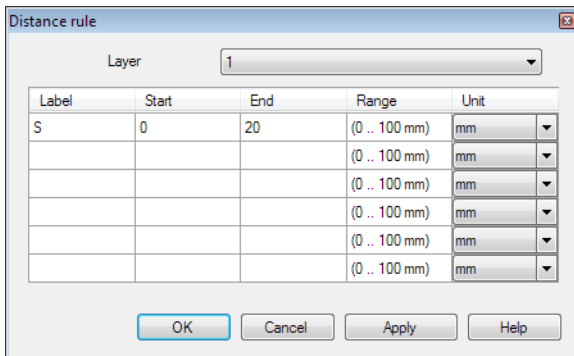 Distance rule
Layer 1
Label Start End Range Unit
S 0 20 (0 .. 100 mm) mm
(0 .. 100 mm) mm
(0 .. 100 mm) mm
(0 .. 100 mm) mm
(0 .. 100 mm) mm
(0 .. 100 mm) mm
OK Cancel Apply Help